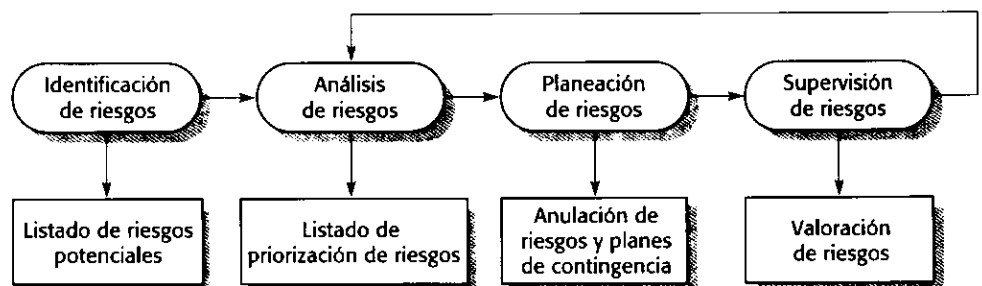 Identificación
de riesgos
Análisis
de riesgos
Planeación
de riesgos
Supervisión
de riesgos
Listado de riesgos
potenciales
Listado de
priorización de riesgos
Anulación de
riesgos y planes
de contingencia
Valoración
de riesgos